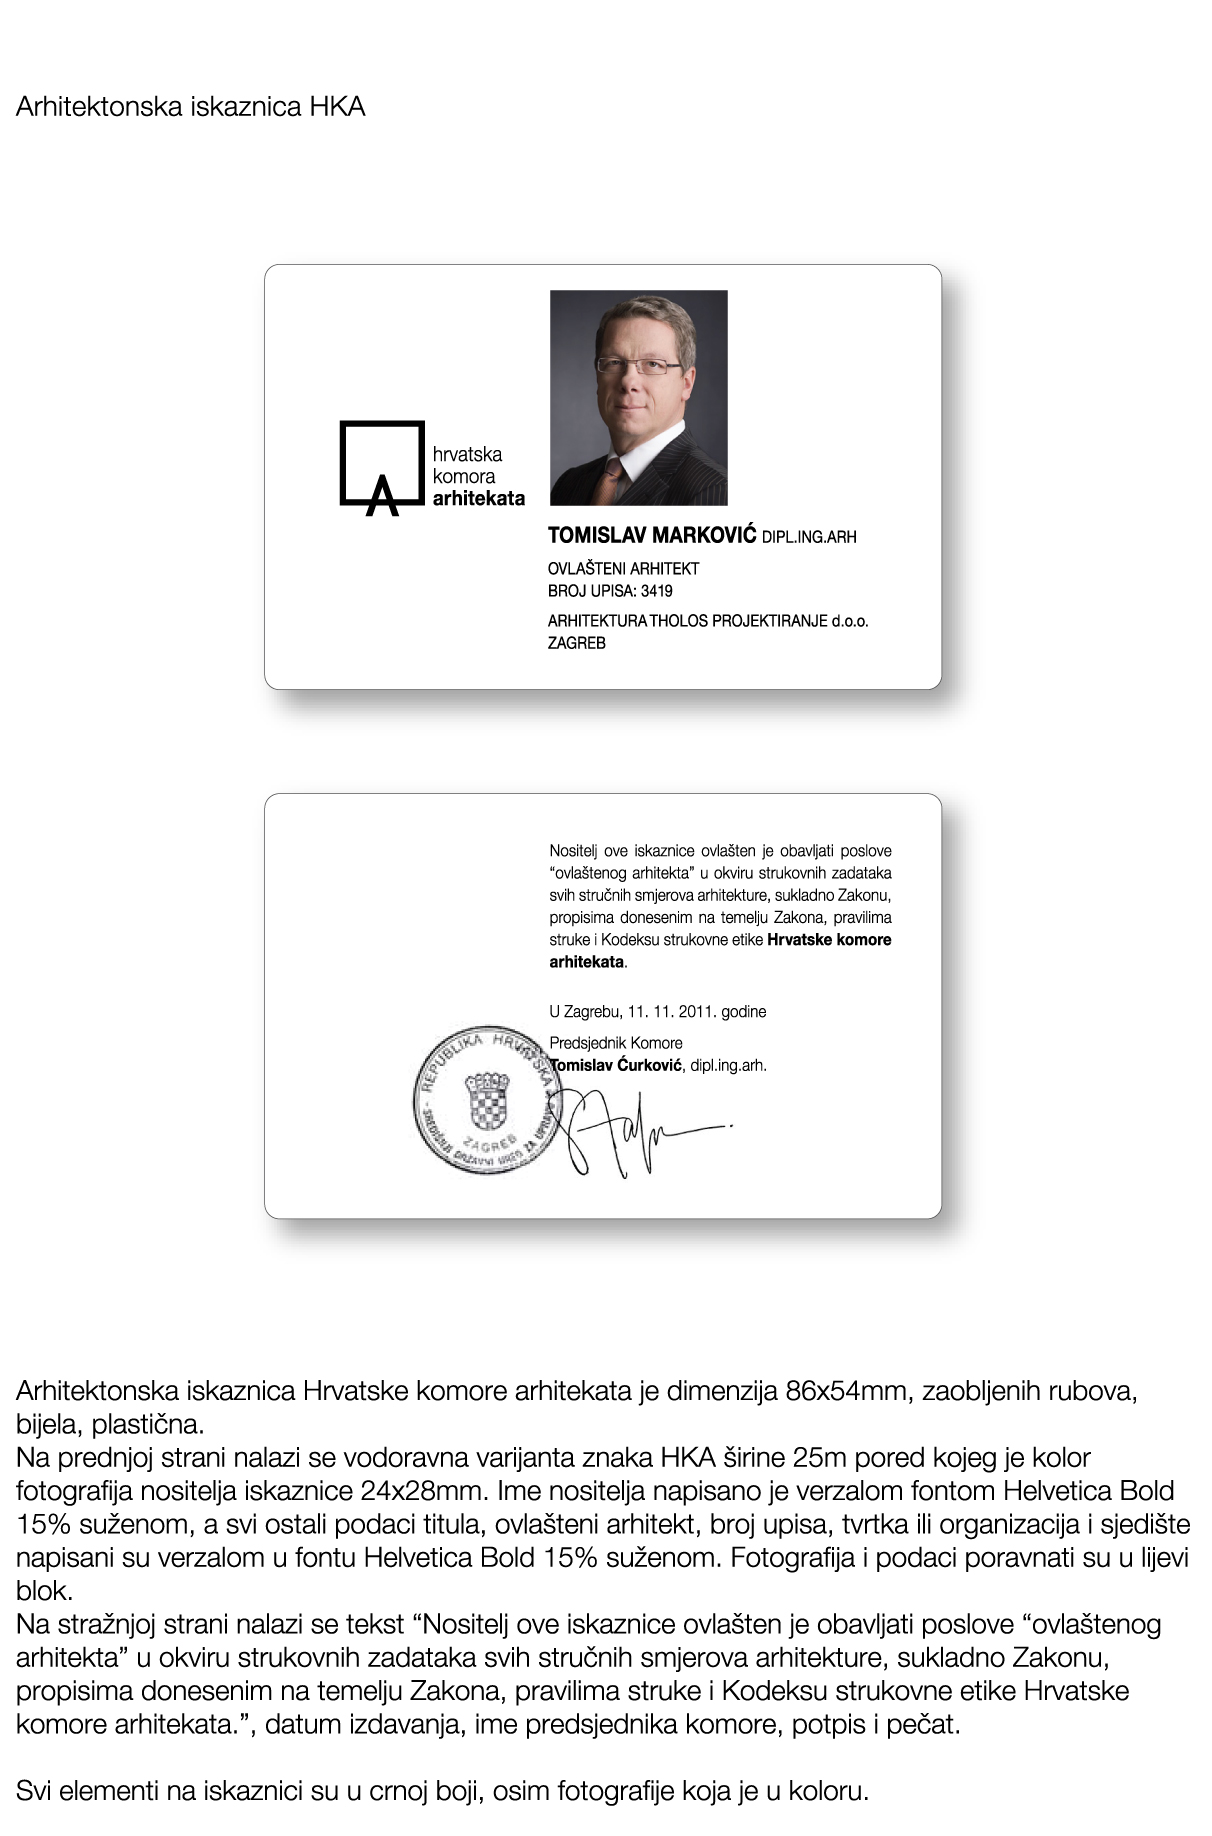 Arhitektonska iskaznica HKA
hrvatska
komora
arhitekata
TOMISLAV MARKOVIĆ DIPL.ING.ARH
OVLAŠTENI ARHITEKT
BROJ UPISA: 3419
ARHITEKTURA THOLOS PROJEKTIRANJE d.o.o.
ZAGREB
Nositelj ove iskaznice ovlašten je obavljati poslove
“ovlaštenog arhitekta” u okviru strukovnih zadataka
svih stručnih smjerova arhitekture, sukladno Zakonu,
propisima donesenim na temelju Zakona, pravilima
struke i Kodeksu strukovne etike Hrvatske komore
arhitekata.
U Zagrebu, 11. 11. 2011. godine
Predsjednik Komore
Tomislav Ćurković, dipl.ing.arh.
REPUBLIKA HRVATSKA
SREDIŠNJI DRŽAVNI URED ZA UPRAVU
ZAGREB
Arhitektonska iskaznica Hrvatske komore arhitekata je dimenzija 86x54mm, zaobljenih rubova,
bijela, plastična.
Na prednjoj strani nalazi se vodoravna varijanta znaka HKA širine 25m pored kojeg je kolor
fotografija nositelja iskaznice 24x28mm. Ime nositelja napisano je verzalom fontom Helvetica Bold
15% suženom, a svi ostali podaci titula, ovlašteni arhitekt, broj upisa, tvrtka ili organizacija i sjedište
napisani su verzalom u fontu Helvetica Bold 15% suženom. Fotografija i podaci poravnati su u lijevi
blok.
Na stražnjoj strani nalazi se tekst “Nositelj ove iskaznice ovlašten je obavljati poslove “ovlaštenog
arhitekta” u okviru strukovnih zadataka svih stručnih smjerova arhitekture, sukladno Zakonu,
propisima donesenim na temelju Zakona, pravilima struke i Kodeksu strukovne etike Hrvatske
komore arhitekata.”, datum izdavanja, ime predsjednika komore, potpis i pečat.
Svi elementi na iskaznici su u crnoj boji, osim fotografije koja je u koloru.